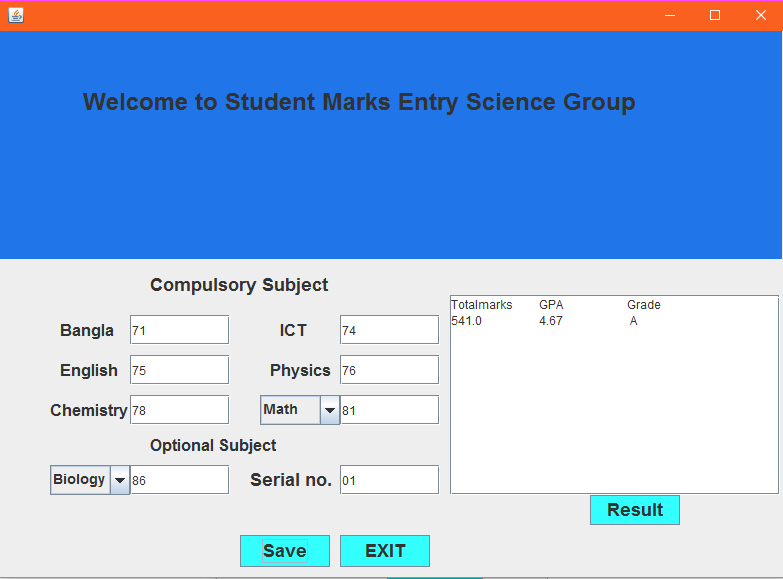 Welcome to Student Marks Entry Science Group
Compulsory Subject
Bangla 71 ICT 74
English 75 Physics 76
Chemistry 78 Math 81
Optional Subject
Biology 86 Serial no. 01
Totalmarks GPA Grade
541.0 4.67 A
Result
Save EXIT